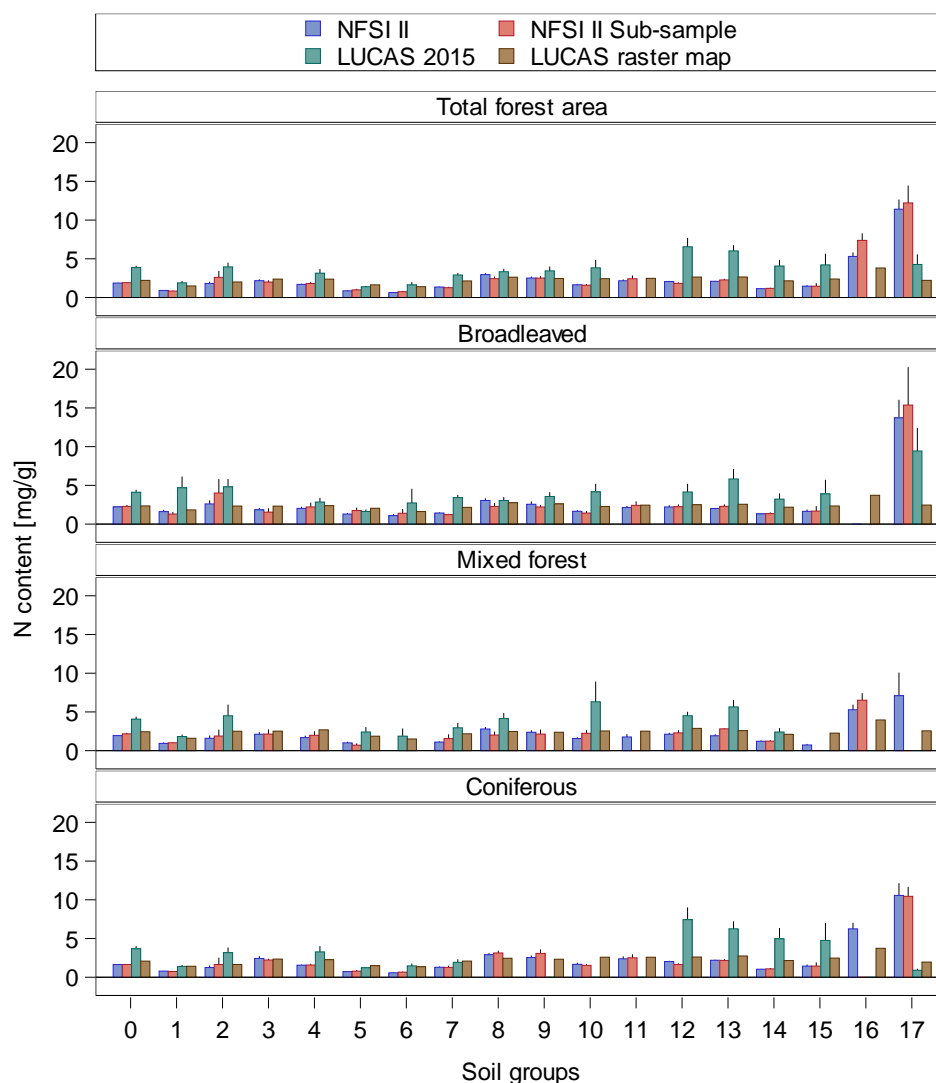 NFSI II NFSI II Sub-sample
LUCAS 2015 LUCAS raster map
Total forest area
20
15
10
5
0
Broadleaved
20
15
10
5
0
Mixed forest
20
15
10
5
0
Coniferous
20
15
10
5
0
N content [mg/g]
0 1 2 3 4 5 6 7 8 9 10 11 12 13 14 15 16 17
Soil groups